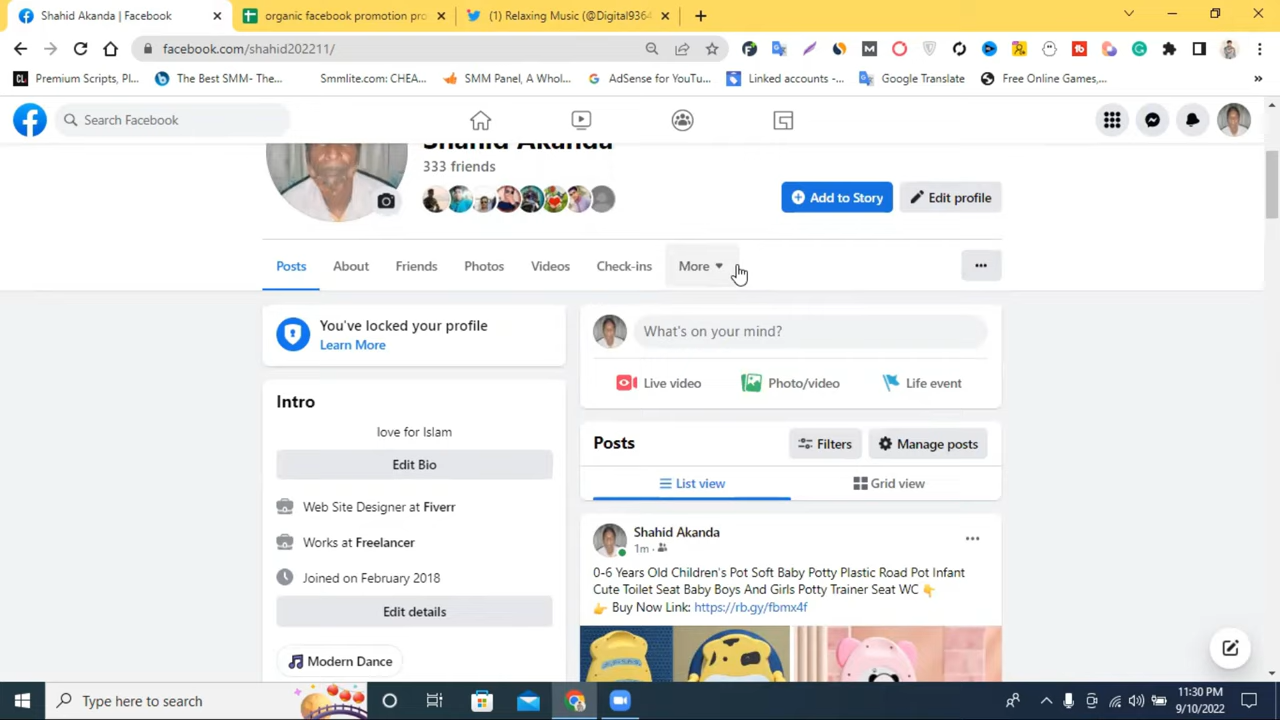 Shahid Akanda | Facebook
organic facebook promotion pro
(1) Relaxing Music (@Digital9364
facebook.com/shahid202211/
Premium Scripts, Pl...
The Best SMM- The...
Smmlite.com: CHEA...
SMM Panel, A Whol...
AdSense for YouTu...
Linked accounts -...
Google Translate
Free Online Games,...
Search Facebook
Shahid Akanda
333 friends
Add to Story
Edit profile
Posts
About
Friends
Photos
Videos
Check-ins
More
You've locked your profile
Learn More
What's on your mind?
Live video
Photo/video
Life event
Intro
love for Islam
Edit Bio
Web Site Designer at Fiverr
Works at Freelancer
Joined on February 2018
Edit details
Modern Dance
Posts
Filters
Manage posts
List view
Grid view
Shahid Akanda
1m ·
0-6 Years Old Children's Pot Soft Baby Potty Plastic Road Pot Infant
Cute Toilet Seat Baby Boys And Girls Potty Trainer Seat WC 👇
👉 Buy Now Link: https://rb.gy/fbmx4f
Type here to search
11:30 PM
9/10/2022